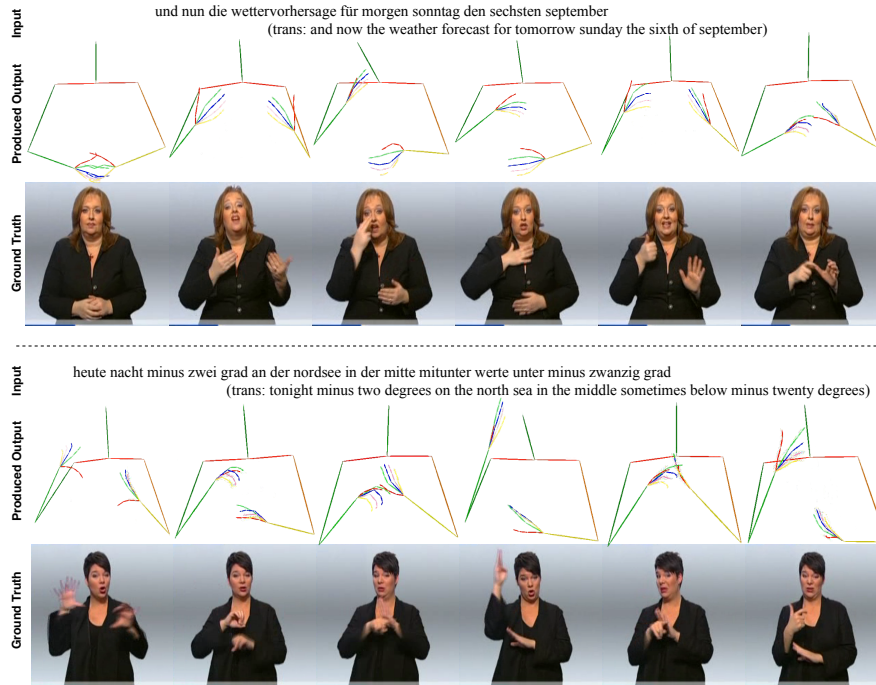 Input
und nun die wettervorhersage für morgen sonntag den sechsten september
(trans: and now the weather forecast for tomorrow sunday the sixth of september)
Produced Output
Ground Truth
Input
heute nacht minus zwei grad an der nordsee in der mitte mitunter werte unter minus zwanzig grad
(trans: tonight minus two degrees on the north sea in the middle sometimes below minus twenty degrees)
Produced Output
Ground Truth